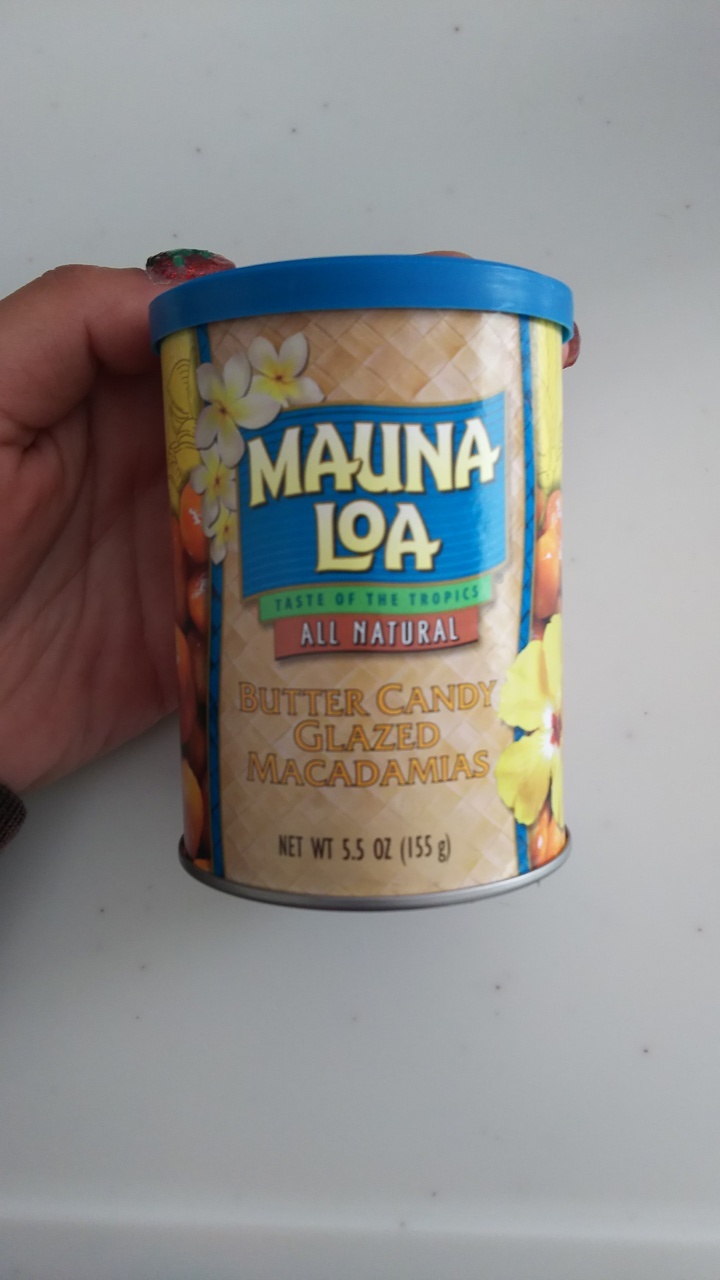 MAUNA
LOA
TASTE OF THE TROPICS
ALL NATURAL
BUTTER CANDY
GLAZED
MACADAMIAS
NET WT 5.5 OZ (155 g)